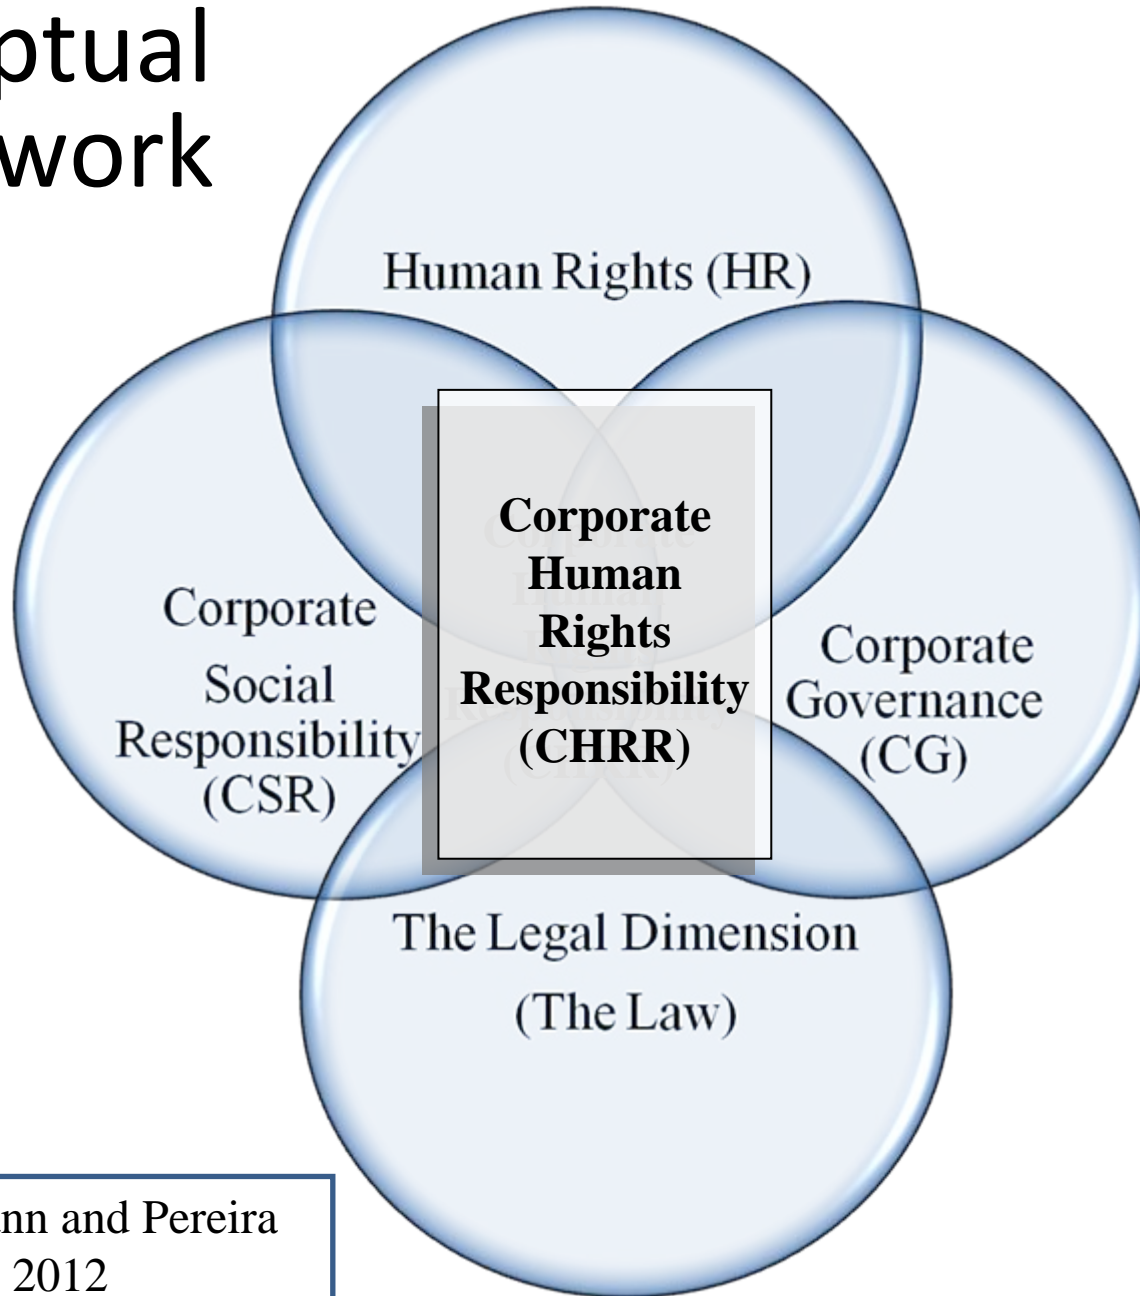 ptual
work
Human Rights (HR)
Corporate
Human
Rights
Responsibility
(CHRR)
Corporate
Social
Responsibility
(CSR)
Corporate
Governance
(CG)
The Legal Dimension
(The Law)
nn and Pereira
2012